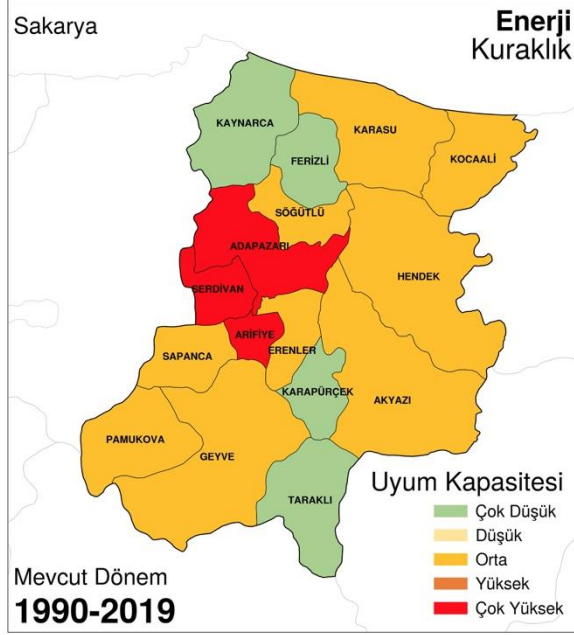 Sakarya
Enerji
Kuraklık
KAYNARCA
KARASU
FERİZLİ
KOCAALİ
SÖĞÜTLÜ
ADAPAZARI
HENDEK
SERDİVAN
ARİFİYE
ERENLER
SAPANCA
KARAPÜRÇEK
AKYAZI
PAMUKOVA
GEYVE
TARAKLI
Uyum Kapasitesi
Çok Düşük
Düşük
Orta
Yüksek
Çok Yüksek
Mevcut Dönem
1990-2019